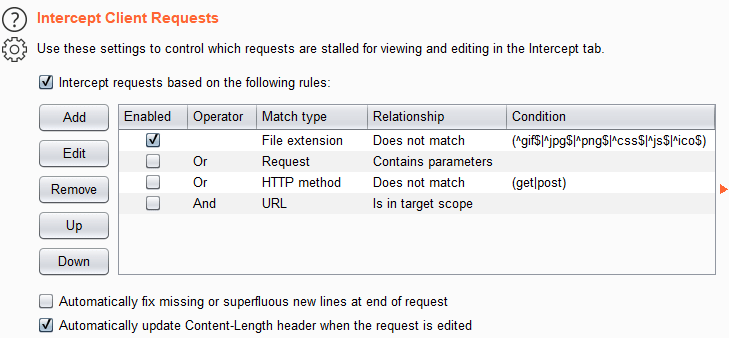 Intercept Client Requests
Use these settings to control which requests are stalled for viewing and editing in the Intercept tab.
Intercept requests based on the following rules:
Add
Edit
Remove
Up
Down
Enabled Operator Match type Relationship Condition
File extension Does not match (^gif$|^jpg$|^png$|^css$|^js$|^ico$)
Or Request Contains parameters
Or HTTP method Does not match (get|post)
And URL Is in target scope
Automatically fix missing or superfluous new lines at end of request
Automatically update Content-Length header when the request is edited